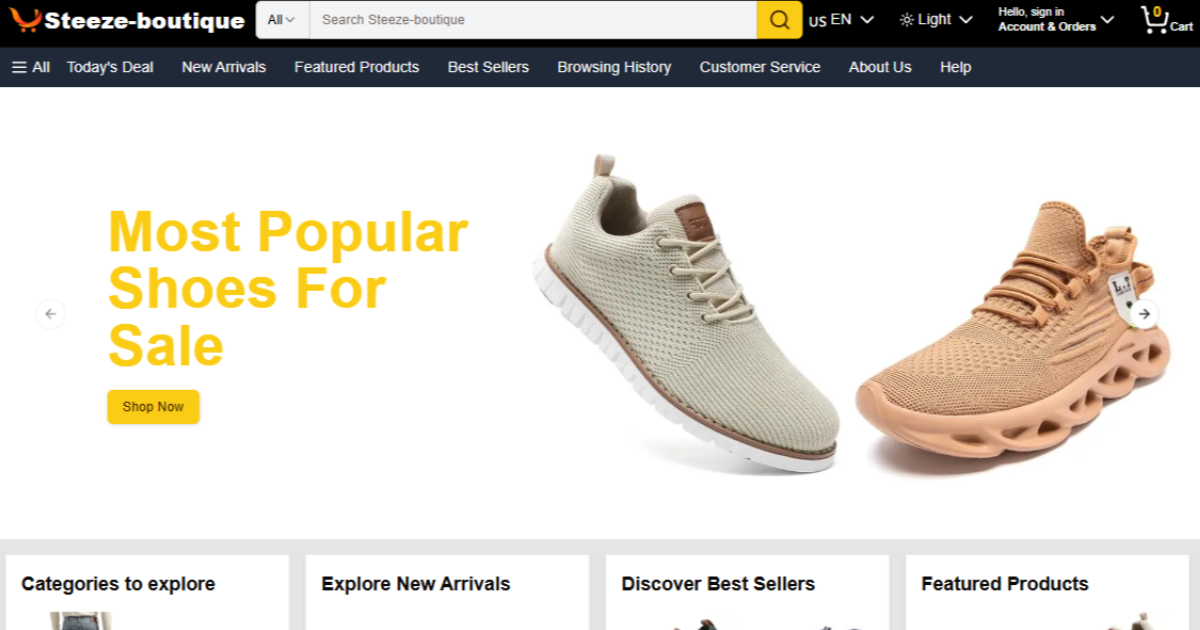 Steeze-boutique
All
Search Steeze-boutique
US EN
Light
Hello, sign in
Account & Orders
0
Cart
All
Today's Deal
New Arrivals
Featured Products
Best Sellers
Browsing History
Customer Service
About Us
Help
Most Popular
Shoes For
Sale
Shop Now
Categories to explore
Explore New Arrivals
Discover Best Sellers
Featured Products